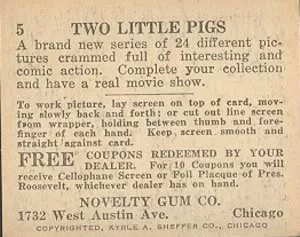 5 TWO LITTLE PIGS
A brand new series of 24 different pic-
tures crammed full of interesting and
comic action. Complete your collection
and have a real movie show.
To work picture, lay screen on top of card, mov-
ing slowly back and forth; or cut out line screen
from wrapper, holding between thumb and fore-
finger of each hand. Keep screen smooth and
straight against card.
FREE COUPONS REDEEMED BY YOUR
DEALER. For 10 Coupons you will
receive Cellophane Screen or Foil Placque of Pres.
Roosevelt, whichever dealer has on hand.
NOVELTY GUM CO.
1732 West Austin Ave. Chicago
COPYRIGHTED, KYRLE A. SHEFFER CO., CHICAGO